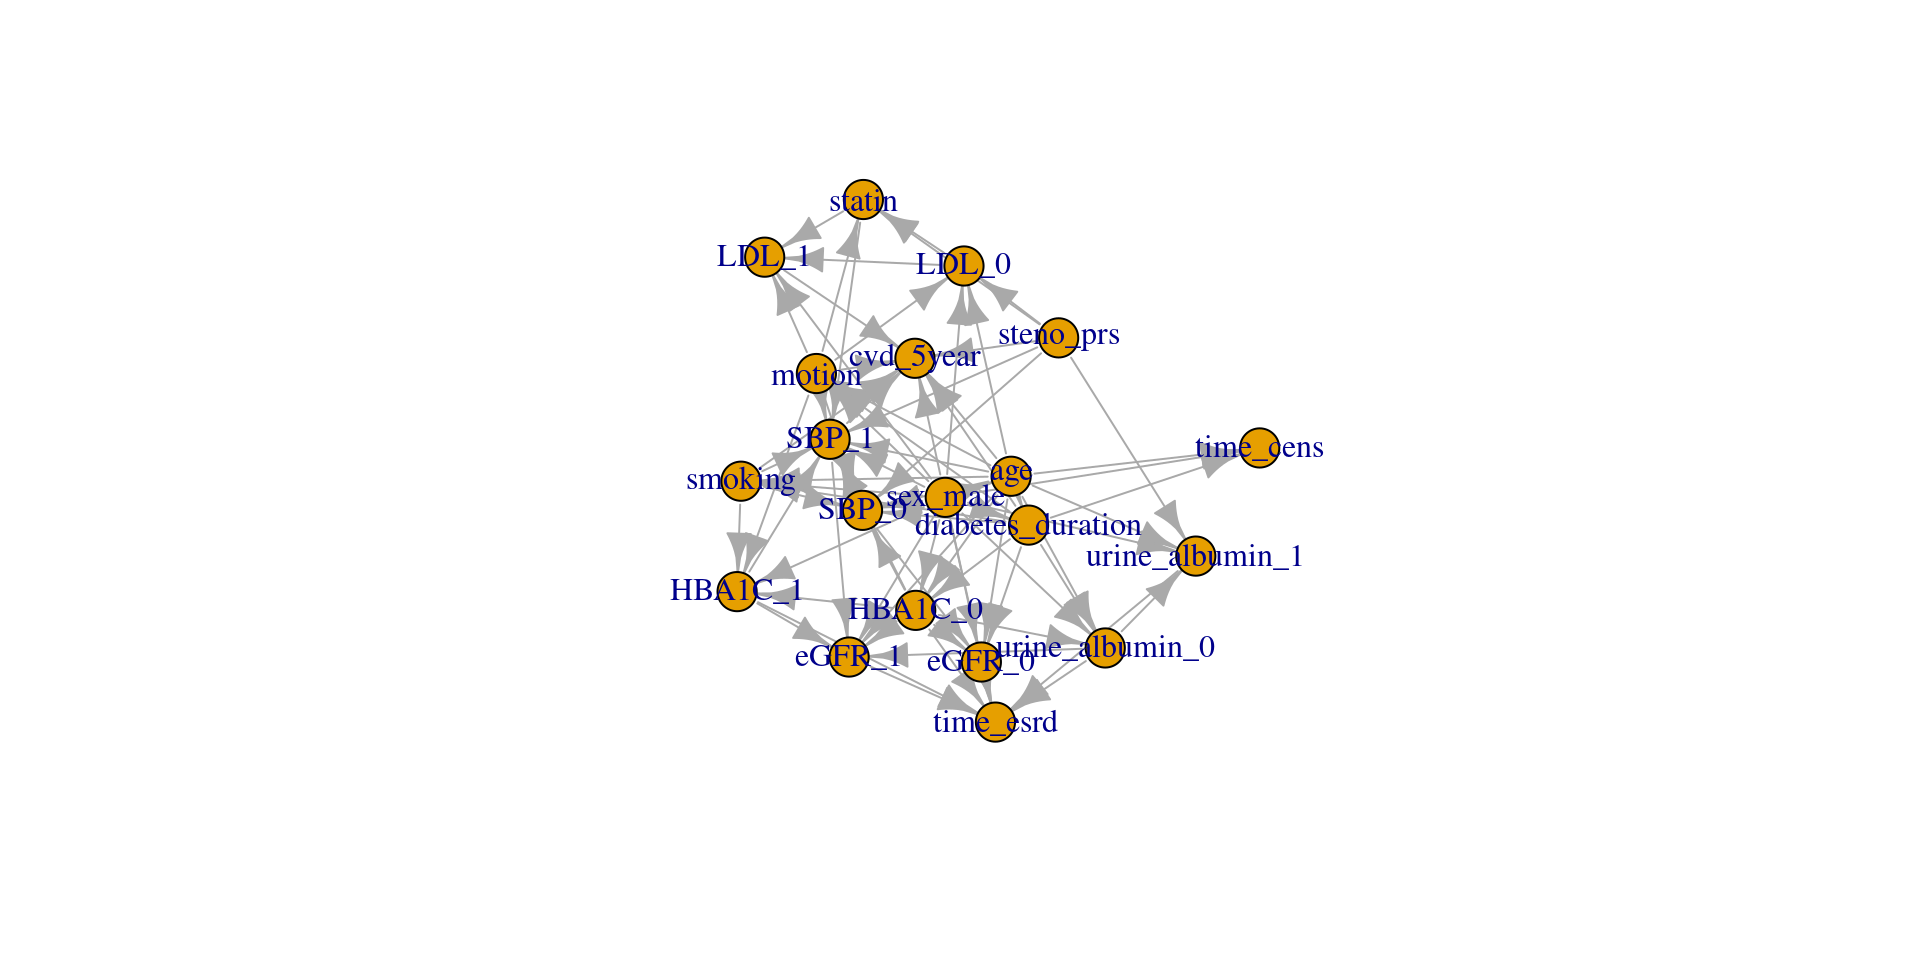 statin
LDL_1
LDL_0
steno_prs
cvd_5year
motion
SBP_1
time_cens
age
smoking
sex_male
SBP_0
diabetes_duration
urine_albumin_1
HBA1C_1
HBA1C_0
urine_albumin_0
eGFR_1
eGFR_0
time_esrd